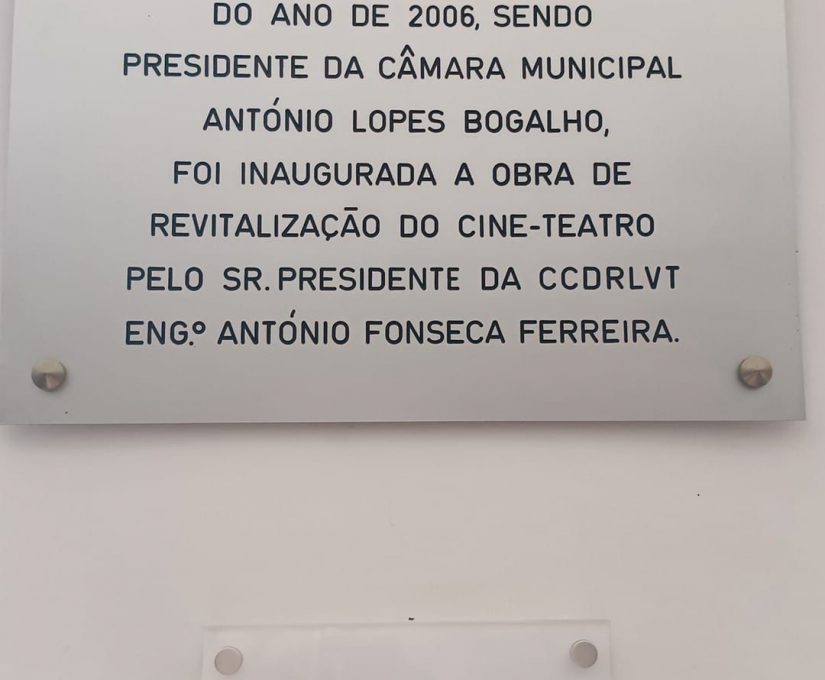 DO ANO DE 2006, SENDO
PRESIDENTE DA CÂMARA MUNICIPAL
ANTÓNIO LOPES BOGALHO,
FOI INAUGURADA A OBRA DE
REVITALIZAÇÃO DO CINE-TEATRO
PELO SR. PRESIDENTE DA CCDRLVT
ENG.º ANTÓNIO FONSECA FERREIRA.